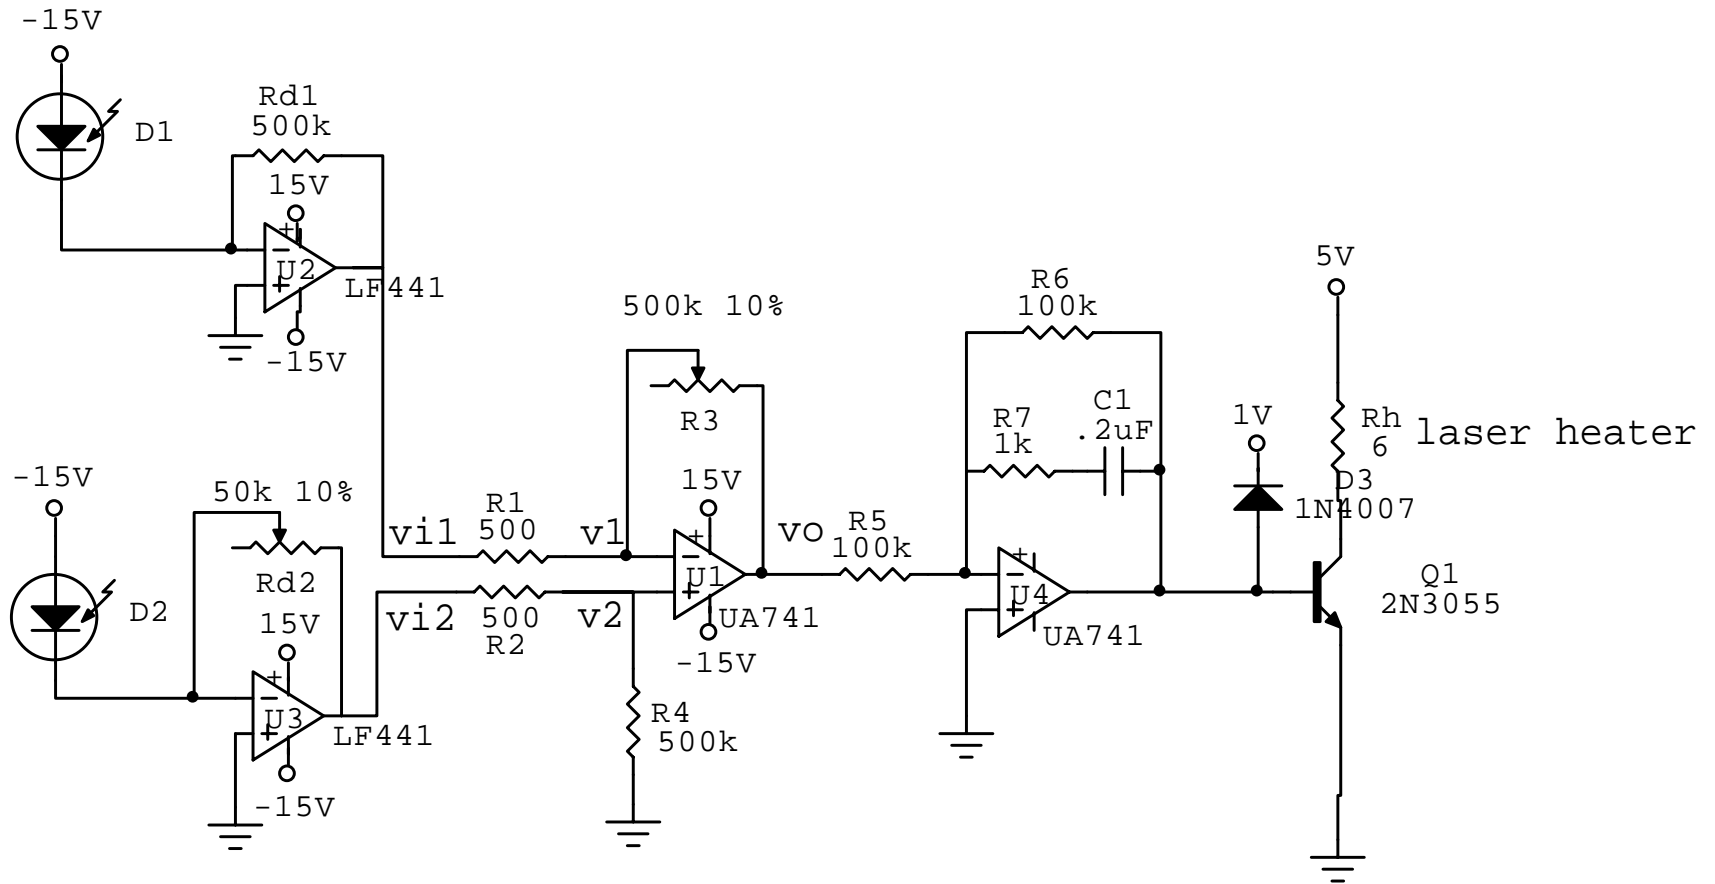 -15V
D1
Rd1
500k
15V
+
U2
LF441
-15V
500k 10%
R3
5V
R6
100k
C1
.2uF
R7
1k
1V
Rh
6
laser heater
D3
1N4007
-15V
50k 10%
Rd2
D2
15V
+
U3
LF441
-15V
R1
500
vi1
v1
15V
+
U1
UA741
-15V
vo
R5
100k
vi2
500
R2
v2
R4
500k
+
U4
UA741
Q1
2N3055